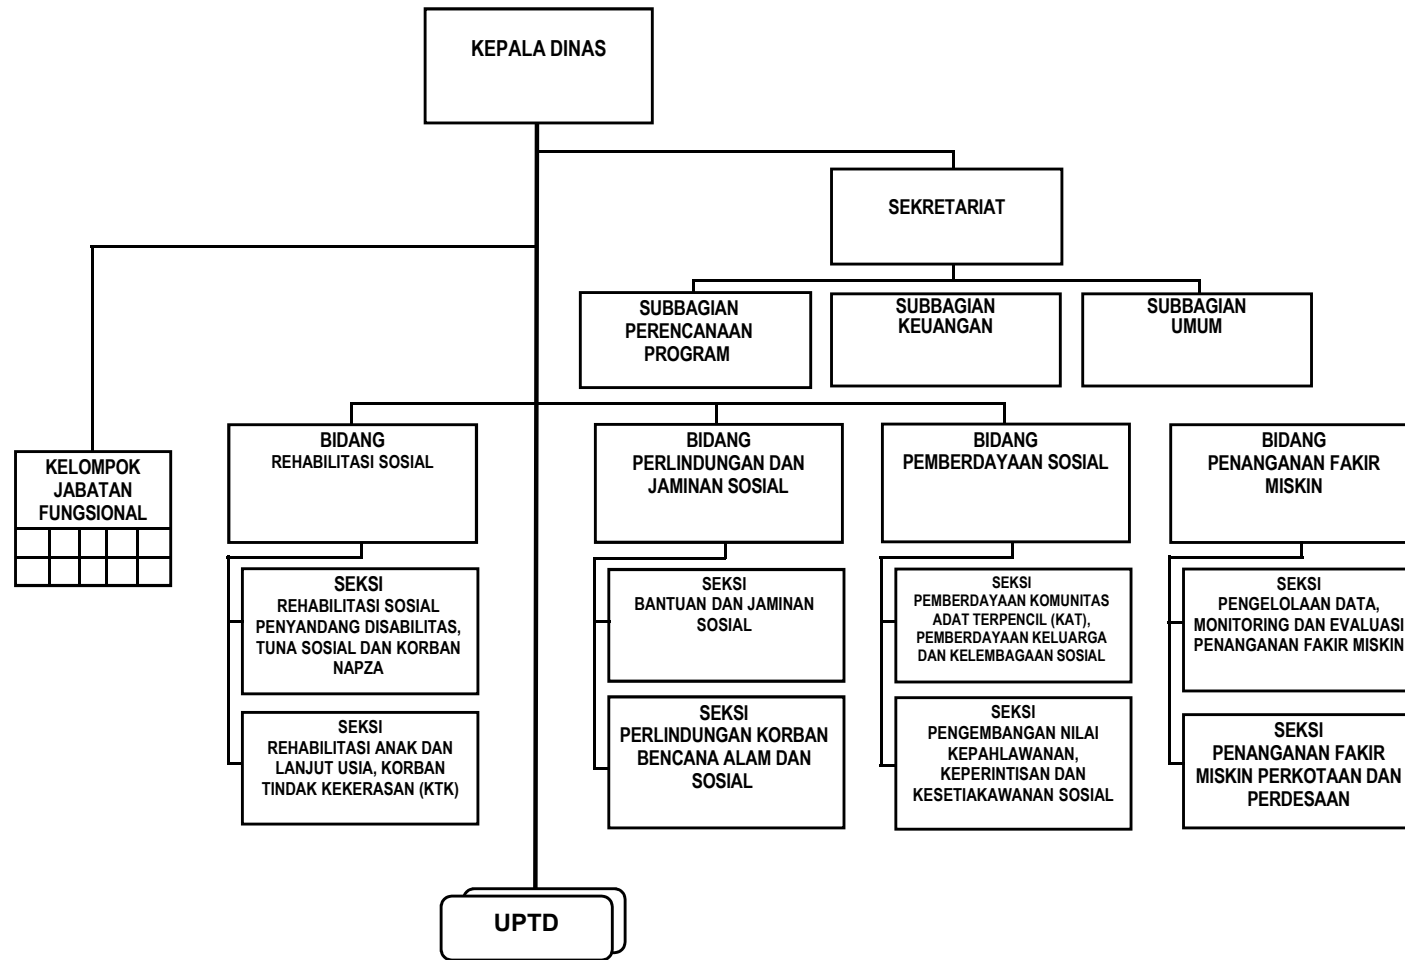 KEPALA DINAS
SEKRETARIAT
SUBBAGIAN
PERENCANAAN
PROGRAM
SUBBAGIAN
KEUANGAN
SUBBAGIAN
UMUM
KELOMPOK
JABATAN
FUNGSIONAL
BIDANG
REHABILITASI SOSIAL
BIDANG
PERLINDUNGAN DAN
JAMINAN SOSIAL
BIDANG
PEMBERDAYAAN SOSIAL
BIDANG
PENANGANAN FAKIR
MISKIN
SEKSI
REHABILITASI SOSIAL
PENYANDANG DISABILITAS,
TUNA SOSIAL DAN KORBAN
NAPZA
SEKSI
BANTUAN DAN JAMINAN
SOSIAL
SEKSI
PEMBERDAYAAN KOMUNITAS
ADAT TERPENCIL (KAT),
PEMBERDAYAAN KELUARGA
DAN KELEMBAGAAN SOSIAL
SEKSI
PENGELOLAAN DATA,
MONITORING DAN EVALUASI
PENANGANAN FAKIR MISKIN
SEKSI
REHABILITASI ANAK DAN
LANJUT USIA, KORBAN
TINDAK KEKERASAN (KTK)
SEKSI
PERLINDUNGAN KORBAN
BENCANA ALAM DAN
SOSIAL
SEKSI
PENGEMBANGAN NILAI
KEPAHLAWANAN,
KEPERINTISAN DAN
KESETIAKAWANAN SOSIAL
SEKSI
PENANGANAN FAKIR
MISKIN PERKOTAAN DAN
PERDESAAN
UPTD